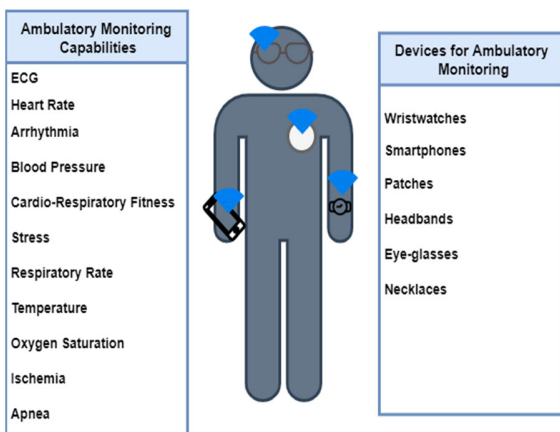 Ambulatory Monitoring
Capabilities
ECG
Heart Rate
Arrhythmia
Blood Pressure
Cardio-Respiratory Fitness
Stress
Respiratory Rate
Temperature
Oxygen Saturation
Ischemia
Apnea
Devices for Ambulatory
Monitoring
Wristwatches
Smartphones
Patches
Headbands
Eye-glasses
Necklaces